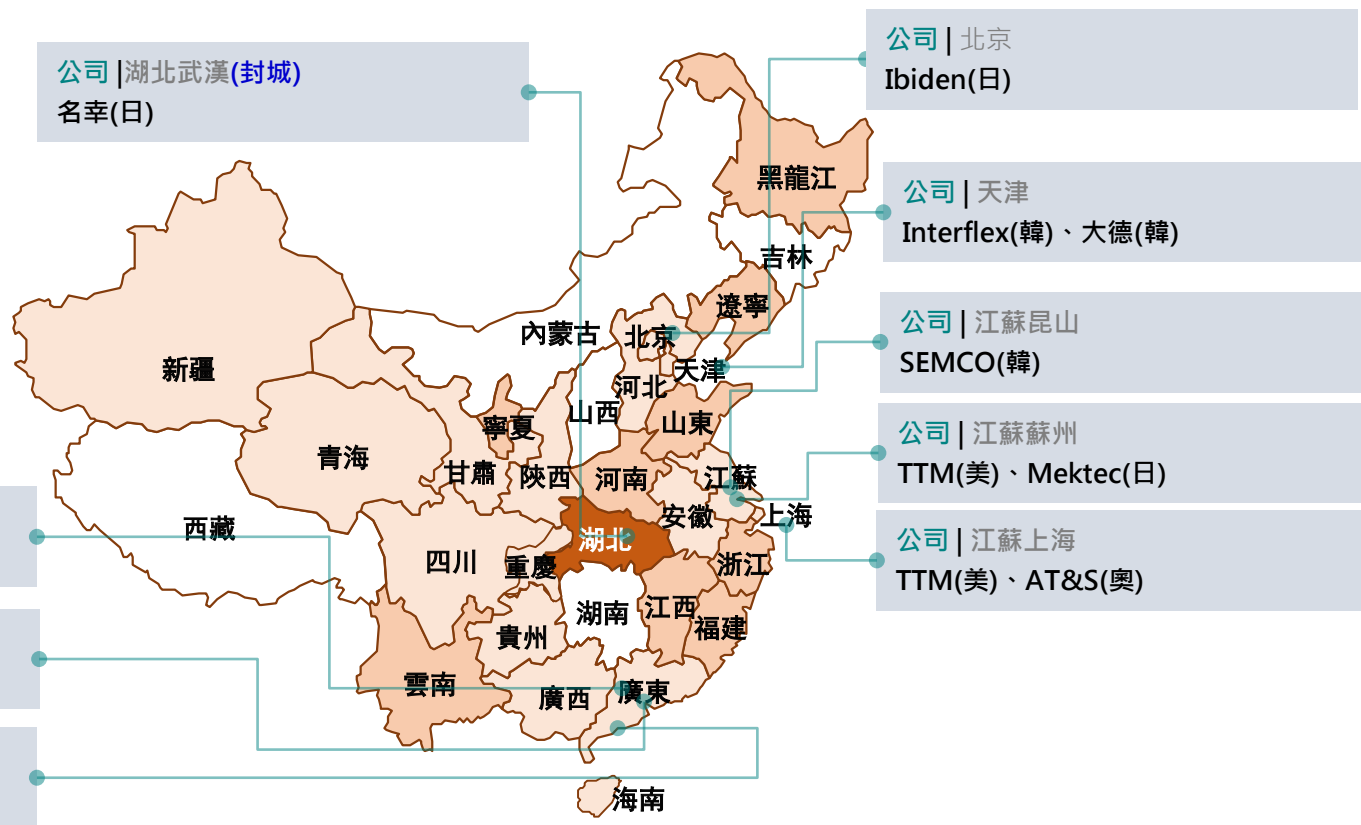 公司 |湖北武漢(封城)
名幸(日)
公司 | 北京
Ibiden(日)
公司 | 天津
Interflex(韓)、大德(韓)
公司 | 江蘇昆山
SEMCO(韓)
公司 | 江蘇蘇州
TTM(美)、Mektec(日)
公司 | 江蘇上海
TTM(美)、AT&S(奧)
黑龍江
吉林
遼寧
內蒙古
北京
新疆
天津
河北
山西
山東
寧夏
青海
甘肅
陝西
河南
江蘇
西藏
安徽
上海
湖北
四川
重慶
浙江
湖南
江西
福建
貴州
雲南
廣西
廣東
海南